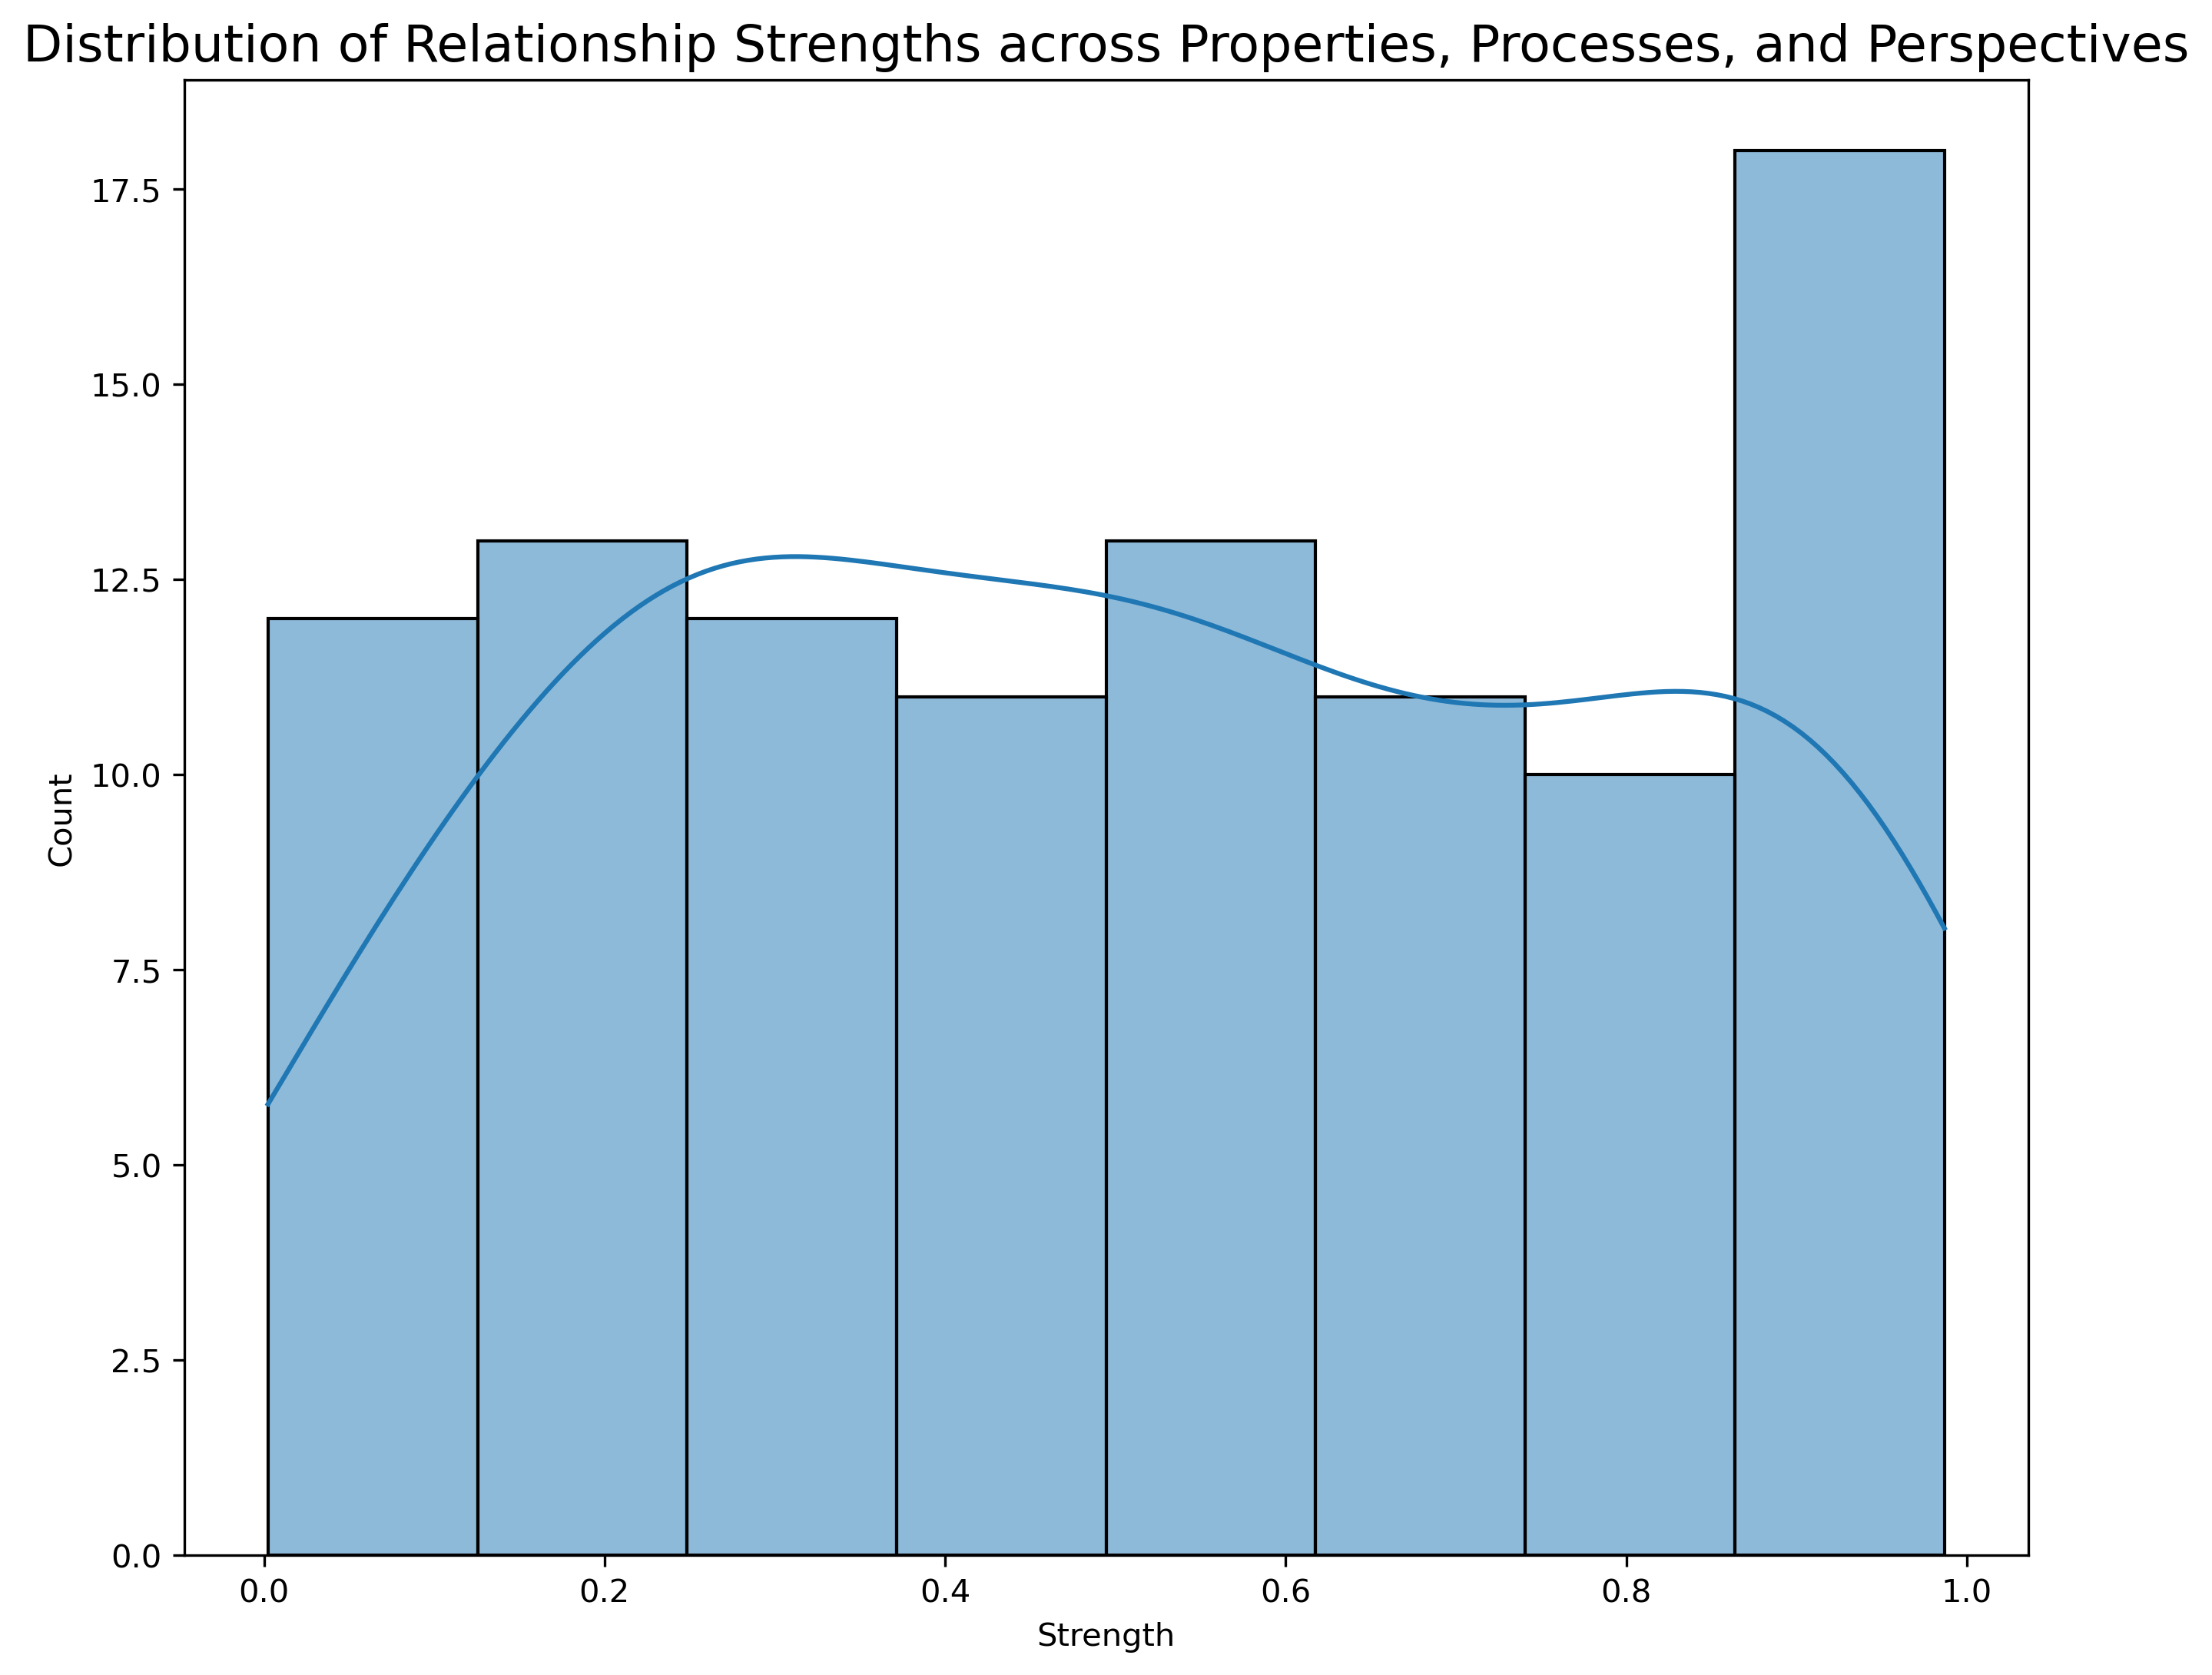 Distribution of Relationship Strengths across Properties, Processes, and Perspectives
17.5
15.0
12.5
10.0
7.5
5.0
2.5
0.0
Count
0.0 0.2 0.4 0.6 0.8 1.0
Strength